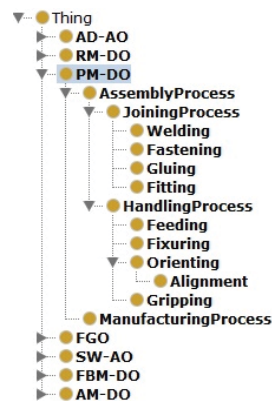 Thing
AD-AO
RM-DO
PM-DO
AssemblyProcess
JoiningProcess
Welding
Fastening
Gluing
Fitting
HandlingProcess
Feeding
Fixuring
Orienting
Alignment
Gripping
ManufacturingProcess
FGO
SW-AO
FBM-DO
AM-DO